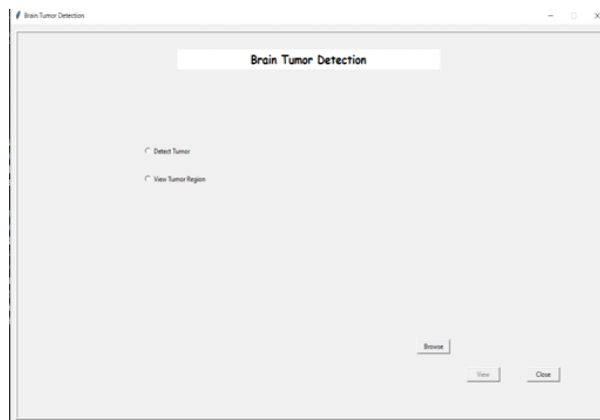 Brain Tumor Detection
Brain Tumor Detection
Detect Tumor
View Tumor Region
Browse
View
Close